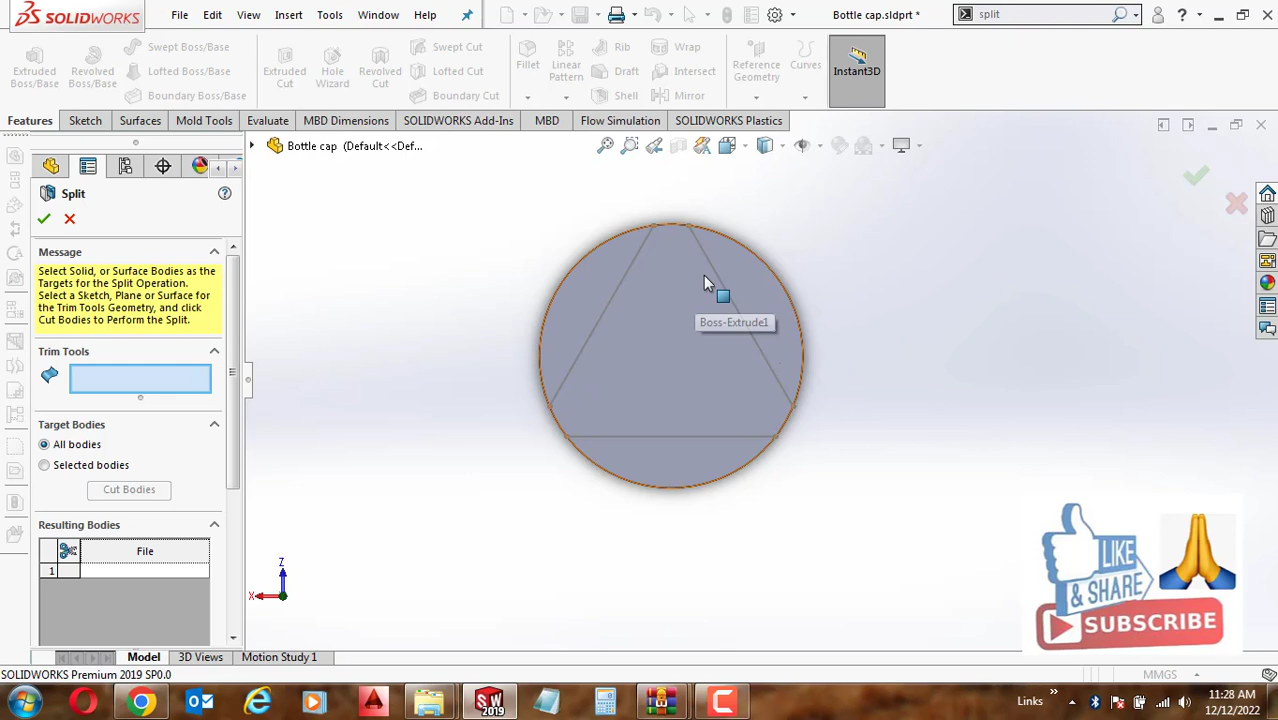 SOLIDWORKS File Edit View Insert Tools Window Help Bottle cap.sldprt * split
Extruded Boss/Base
Revolved Boss/Base
Swept Boss/Base
Lofted Boss/Base
Boundary Boss/Base
Extruded Cut
Hole Wizard
Revolved Cut
Swept Cut
Lofted Cut
Boundary Cut
Fillet
Linear Pattern
Rib
Draft
Shell
Wrap
Intersect
Mirror
Reference Geometry
Curves
Instant3D
Features Sketch Surfaces Mold Tools Evaluate MBD Dimensions SOLIDWORKS Add-Ins MBD Flow Simulation SOLIDWORKS Plastics
Bottle cap (Default<<Def...
Split
Message
Select Solid, or Surface Bodies as the
Targets for the Split Operation.
Select a Sketch, Plane or Surface for
the Trim Tools Geometry, and click
Cut Bodies to Perform the Split.
Trim Tools
Target Bodies
All bodies
Selected bodies
Cut Bodies
Resulting Bodies
File
1
Boss-Extrude1
Z
X
LIKE
& SHARE
SUBSCRIBE
Model 3D Views Motion Study 1
SOLIDWORKS Premium 2019 SP0.0 MMGS
SW
2019
Links
11:28 AM
12/12/2022